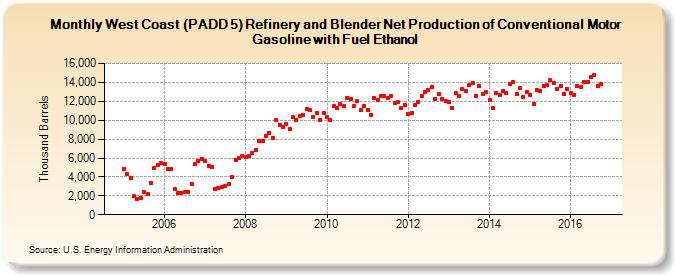 Monthly West Coast (PADD 5) Refinery and Blender Net Production of Conventional Motor
Gasoline with Fuel Ethanol
Thousand Barrels
16,000
14,000
12,000
10,000
8,000
6,000
4,000
2,000
0
2006 2008 2010 2012 2014 2016
Source: U.S. Energy Information Administration